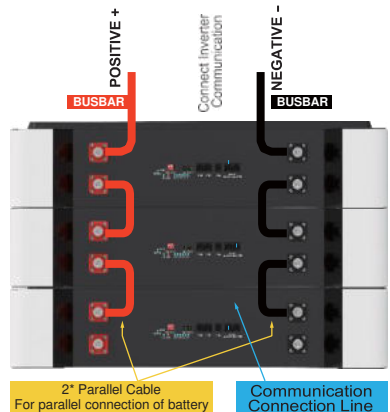 POSITIVE +
Connect Inverter
Communication
NEGATIVE −
BUSBAR
BUSBAR
2* Parallel Cable
For parallel connection of battery
Communication
Connection Line